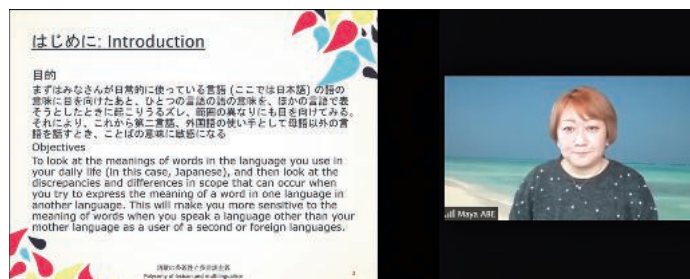 はじめに: Introduction
目的
まずはみなさんが日常的に使っている言語 (ここでは日本語) の語の
意味に目を向けたあと、ひとつの言語の語の意味を、ほかの言語で表
そうとしたときに起こりうるズレ、範囲の異なりにも目を向けてみる。
それにより、これから第二言語、外国語の使い手として母語以外の言
語を話すとき、ことばの意味に敏感になる
Objectives
To look at the meanings of words in the language you use in
your daily life (in this case, Japanese), and then look at the
discrepancies and differences in scope that can occur when
you try to express the meaning of a word in one language in
another language. This will make you more sensitive to the
meaning of words when you speak a language other than your
mother language as a user of a second or foreign languages.
Maya ABE